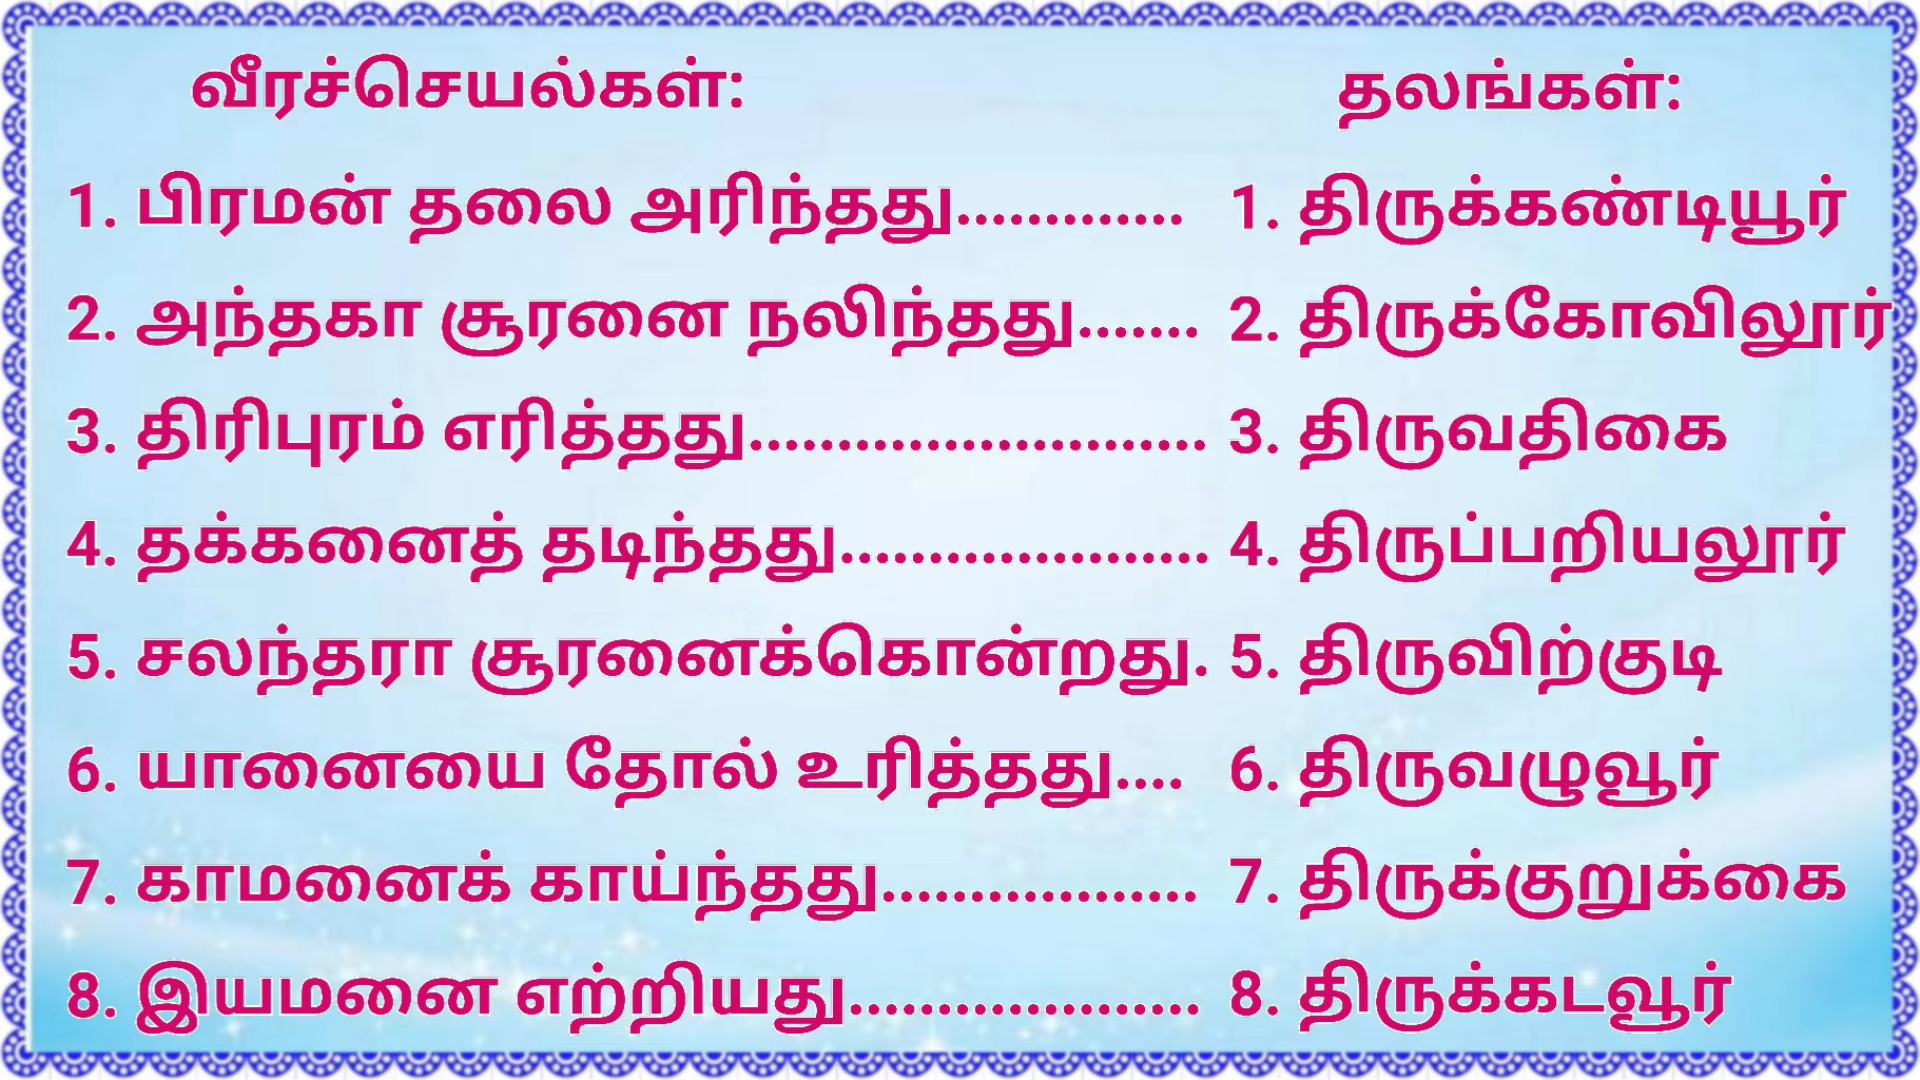 வீரச்செயல்கள்: தலங்கள்:
1. பிரமன் தலை அரிந்தது............. 1. திருக்கண்டியூர்
2. அந்தகா சூரனை நலிந்தது....... 2. திருக்கோவிலூர்
3. திரிபுரம் எரித்தது.......................... 3. திருவதிகை
4. தக்கனைத் தடிந்தது..................... 4. திருப்பறியலூர்
5. சலந்தரா சூரனைக்கொன்றது. 5. திருவிற்குடி
6. யானையை தோல் உரித்தது.... 6. திருவழுவூர்
7. காமனைக் காய்ந்தது.................. 7. திருக்குறுக்கை
8. இயமனை எற்றியது.................... 8. திருக்கடவூர்